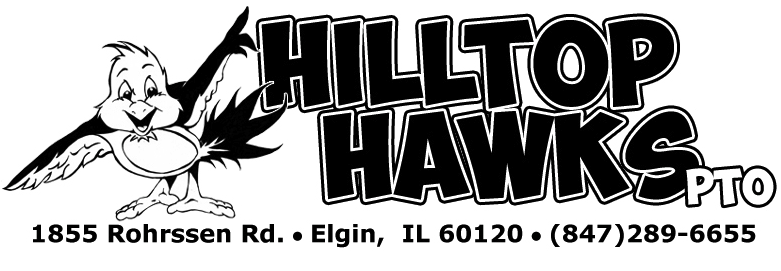 HILLTOP
HAWKS PTO
1855 Rohrssen Rd. • Elgin, IL 60120 • (847)289-6655